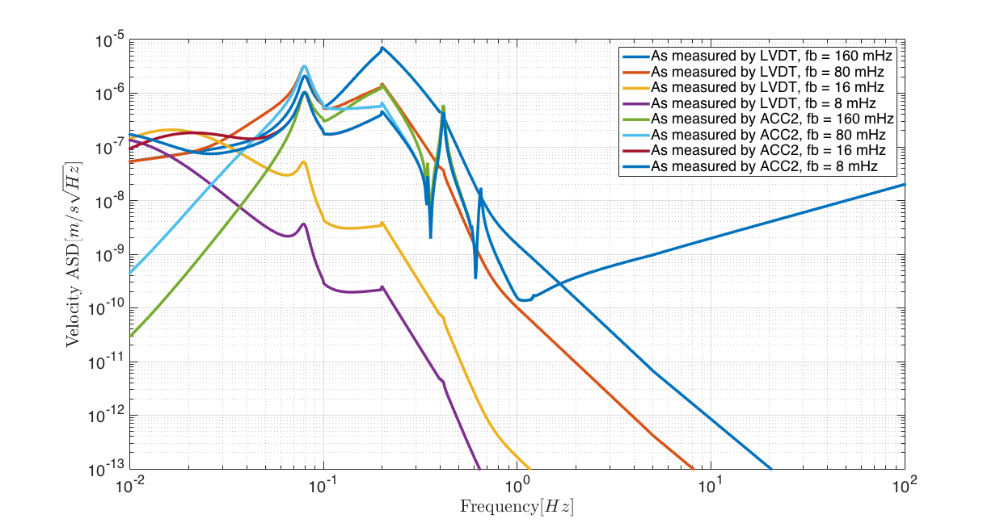 10^-5
10^-6
10^-7
10^-8
10^-9
10^-10
10^-11
10^-12
10^-13
Velocity ASD[m/s√Hz]
As measured by LVDT, fb = 160 mHz
As measured by LVDT, fb = 80 mHz
As measured by LVDT, fb = 16 mHz
As measured by LVDT, fb = 8 mHz
As measured by ACC2, fb = 160 mHz
As measured by ACC2, fb = 80 mHz
As measured by ACC2, fb = 16 mHz
As measured by ACC2, fb = 8 mHz
10^-2 10^-1 10^0 10^1 10^2
Frequency[Hz]